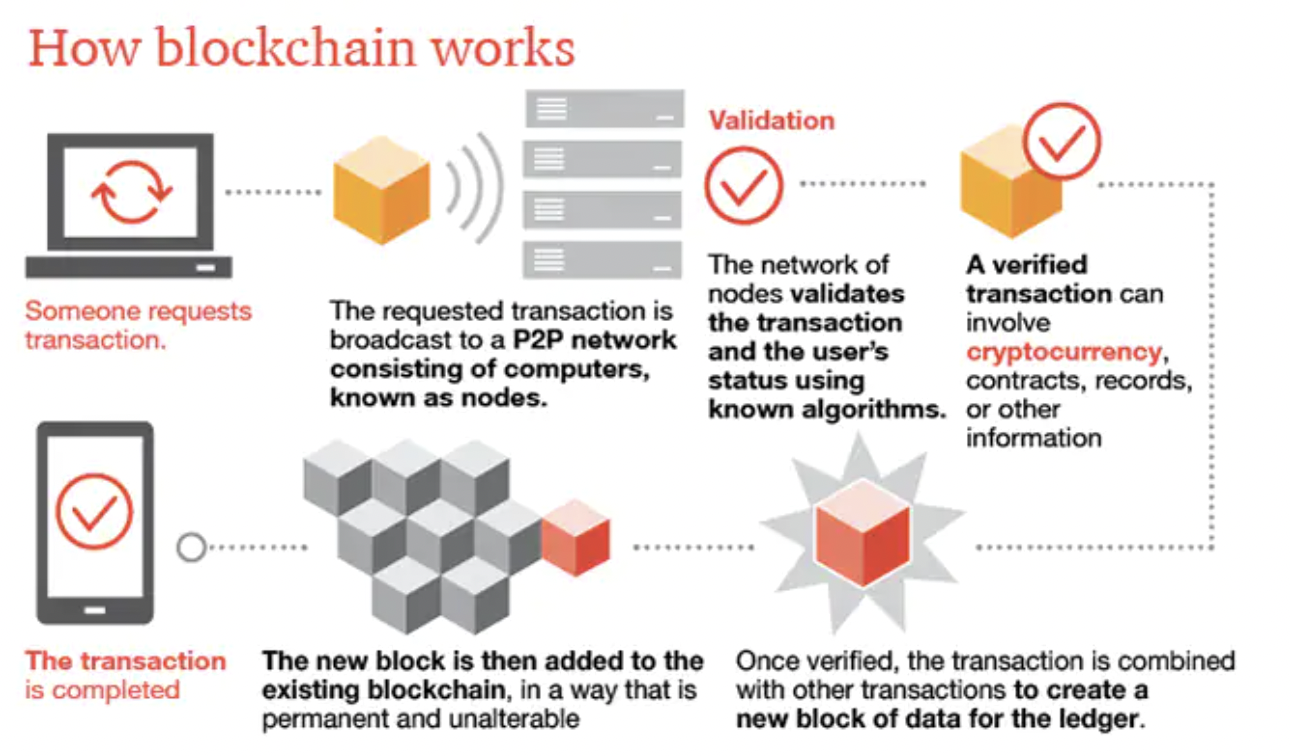 How blockchain works
Someone requests
transaction.
The requested transaction is
broadcast to a P2P network
consisting of computers,
known as nodes.
Validation
The network of
nodes validates
the transaction
and the user's
status using
known algorithms.
A verified
transaction can
involve
cryptocurrency,
contracts, records,
or other
information
Once verified, the transaction is combined
with other transactions to create a
new block of data for the ledger.
The new block is then added to the
existing blockchain, in a way that is
permanent and unalterable
The transaction
is completed